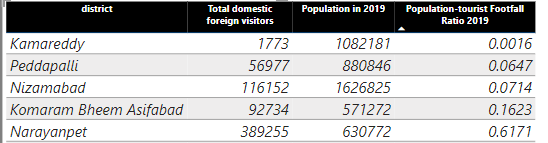 district Total domestic foreign visitors Population in 2019 Population-tourist Footfall Ratio 2019
Kamareddy 1773 1082181 0.0016
Peddapalli 56977 880846 0.0647
Nizamabad 116152 1626825 0.0714
Komaram Bheem Asifabad 92734 571272 0.1623
Narayanpet 389255 630772 0.6171